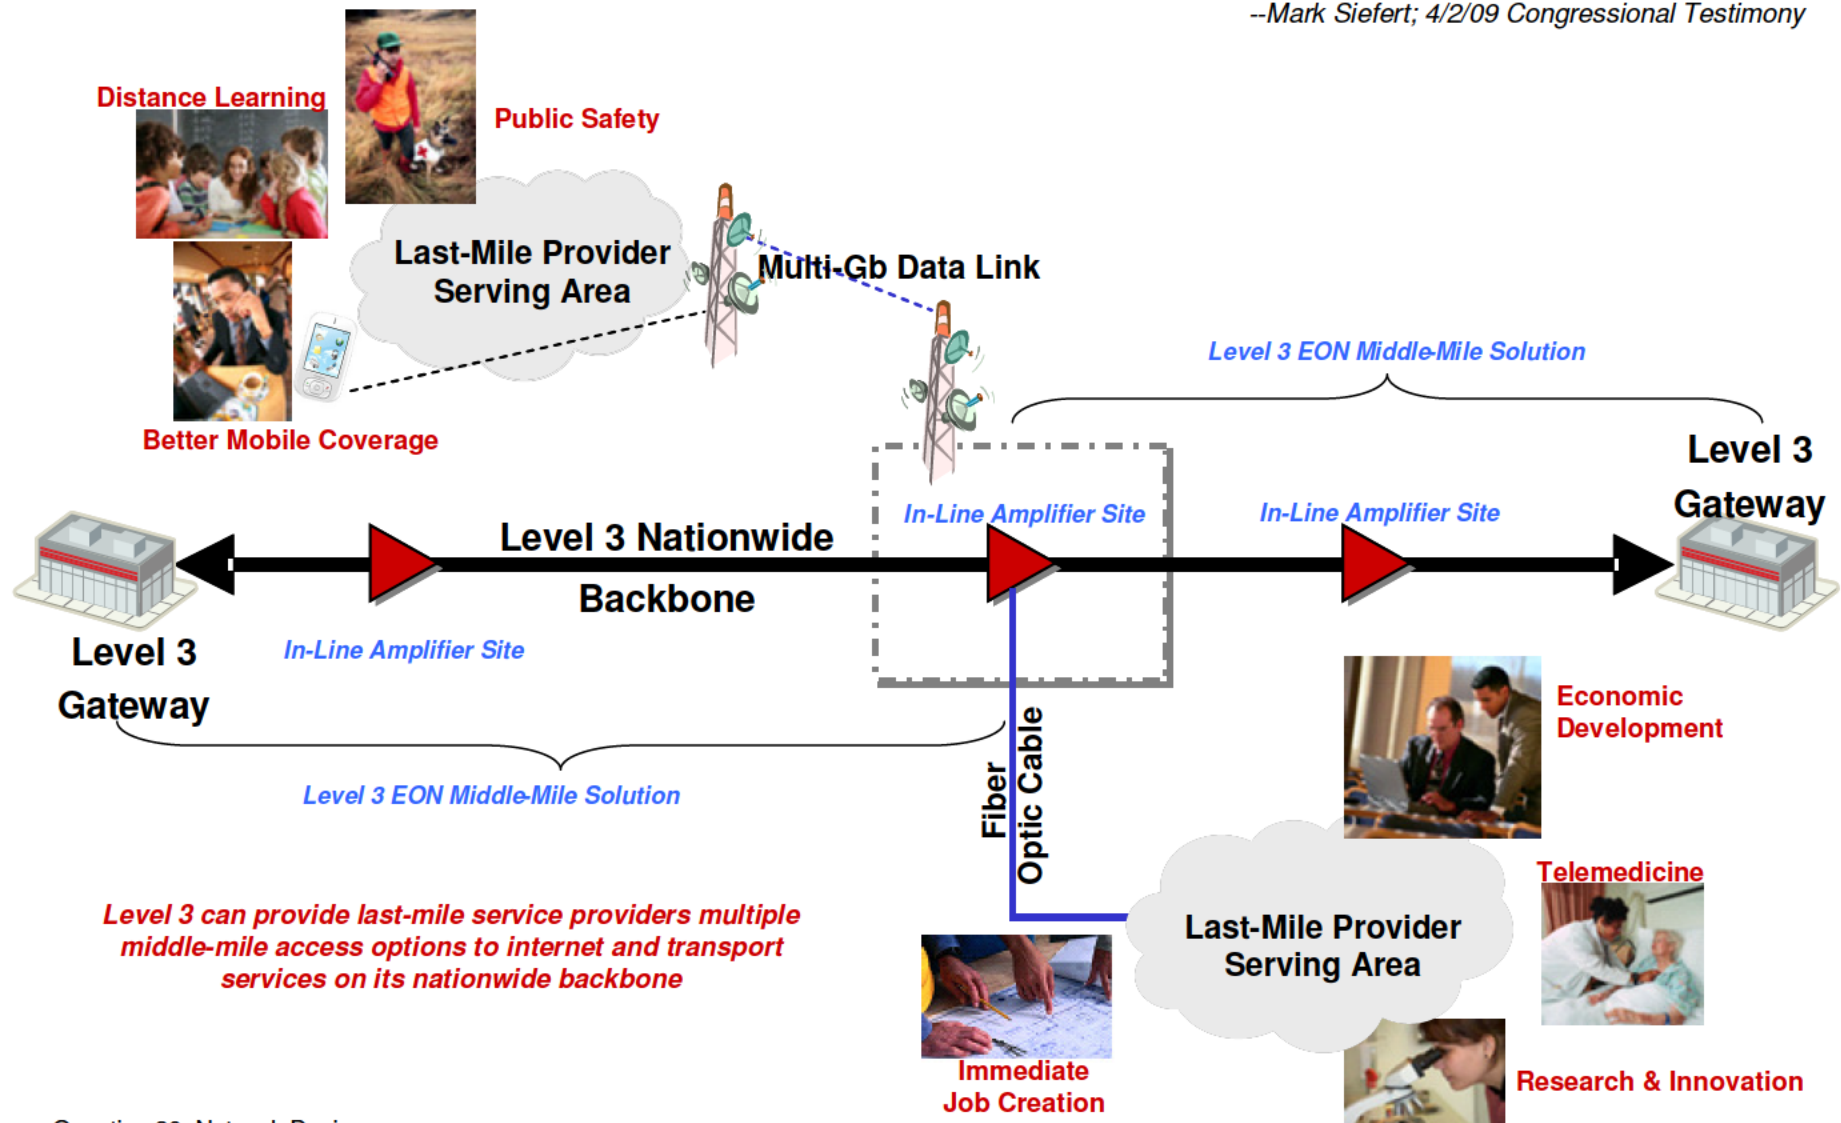 --Mark Siefert; 4/2/09 Congressional Testimony
Distance Learning
Public Safety
Last-Mile Provider
Serving Area
Multi-Gb Data Link
Level 3 EON Middle-Mile Solution
Better Mobile Coverage
Level 3
Gateway
In-Line Amplifier Site
In-Line Amplifier Site
Level 3 Nationwide
Backbone
Level 3
Gateway
In-Line Amplifier Site
Level 3 EON Middle-Mile Solution
Fiber
Optic Cable
Economic
Development
Telemedicine
Level 3 can provide last-mile service providers multiple
middle-mile access options to internet and transport
services on its nationwide backbone
Last-Mile Provider
Serving Area
Immediate
Job Creation
Research & Innovation